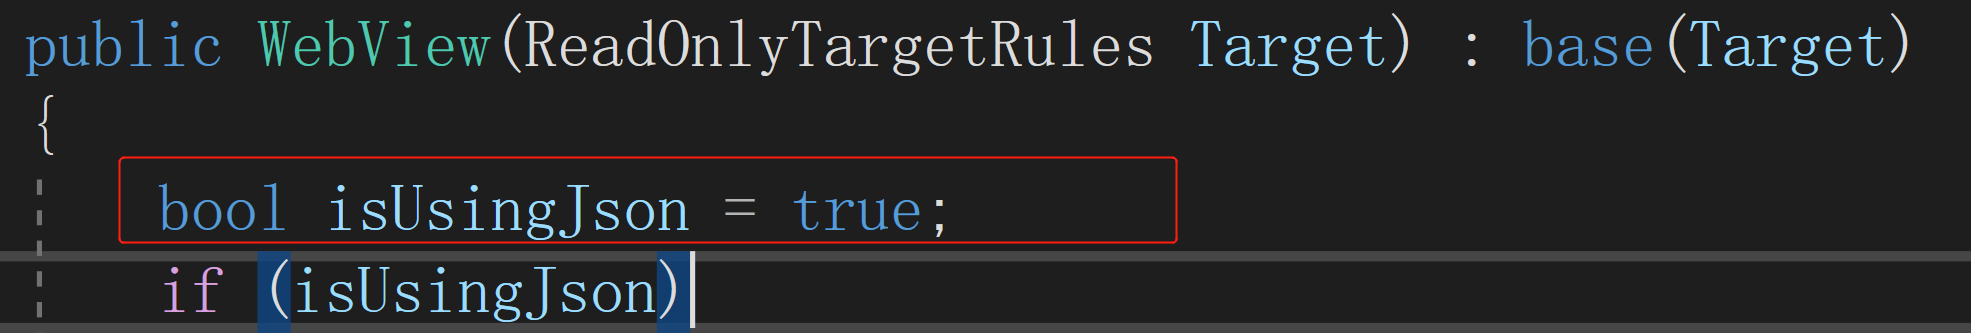 public WebView(ReadOnlyTargetRules Target) : base(Target)
{
bool isUsingJson = true;
if (isUsingJson)